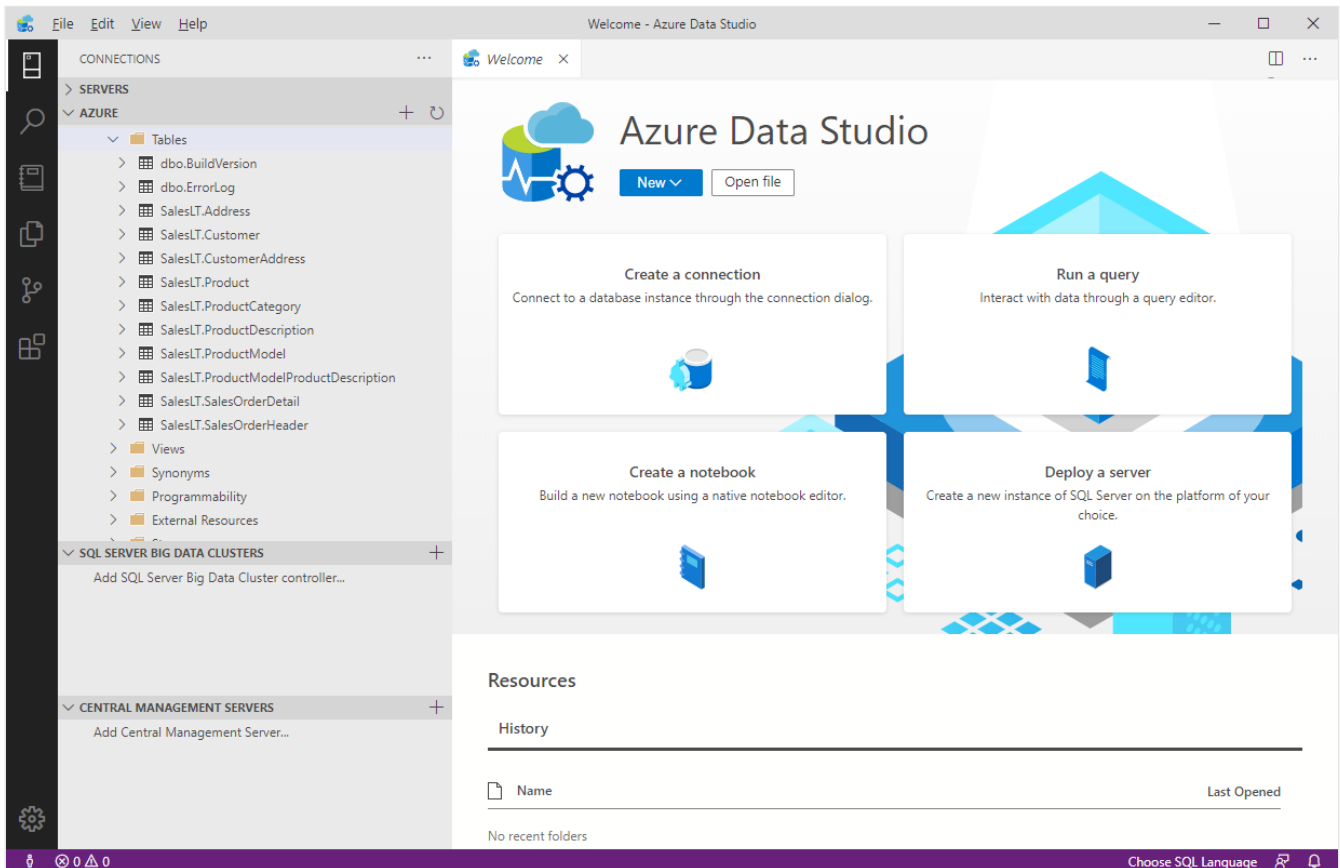 File Edit View Help
Welcome - Azure Data Studio
CONNECTIONS
SERVERS
AZURE
Tables
dbo.BuildVersion
dbo.ErrorLog
SalesLT.Address
SalesLT.Customer
SalesLT.CustomerAddress
SalesLT.Product
SalesLT.ProductCategory
SalesLT.ProductDescription
SalesLT.ProductModel
SalesLT.ProductModelProductDescription
SalesLT.SalesOrderDetail
SalesLT.SalesOrderHeader
Views
Synonyms
Programmability
External Resources
SQL SERVER BIG DATA CLUSTERS
Add SQL Server Big Data Cluster controller...
CENTRAL MANAGEMENT SERVERS
Add Central Management Server...
Welcome
Azure Data Studio
New
Open file
Create a connection
Connect to a database instance through the connection dialog.
Run a query
Interact with data through a query editor.
Create a notebook
Build a new notebook using a native notebook editor.
Deploy a server
Create a new instance of SQL Server on the platform of your
choice.
Resources
History
Name
Last Opened
No recent folders
0 0
Choose SQL Language